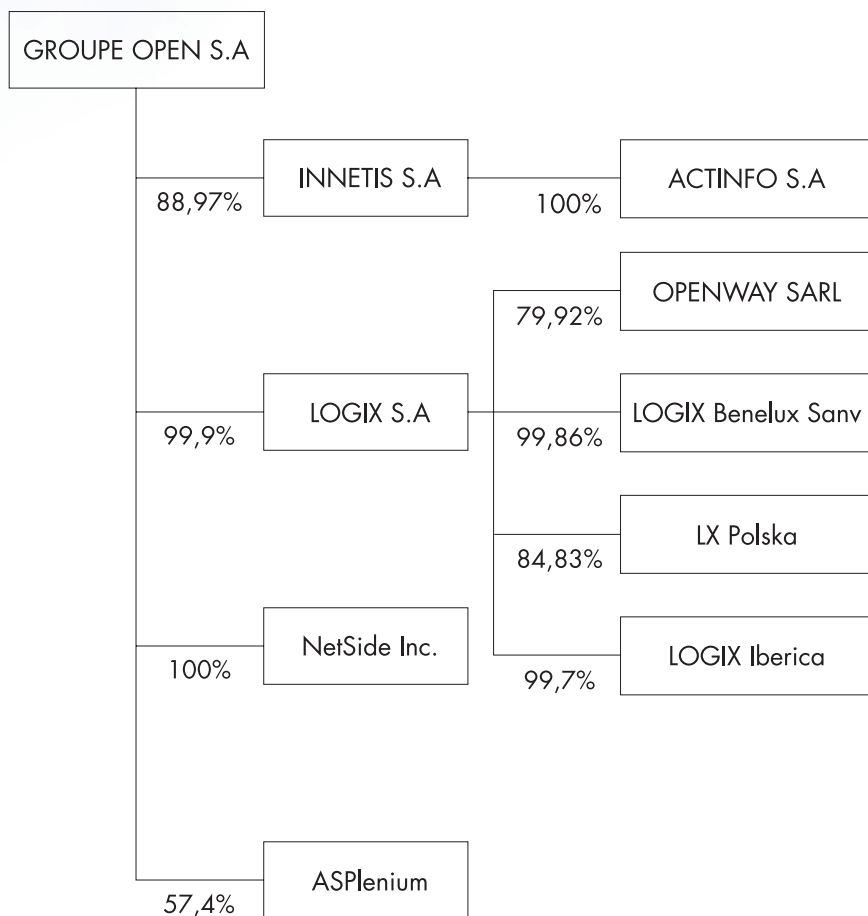 GROUPE OPEN S.A
INNETIS S.A
88,97%
ACTINFO S.A
100%
OPENWAY SARL
79,92%
LOGIX S.A
99,9%
LOGIX Benelux Sanv
99,86%
LX Polska
84,83%
NetSide Inc.
100%
LOGIX Iberica
99,7%
ASPlenium
57,4%